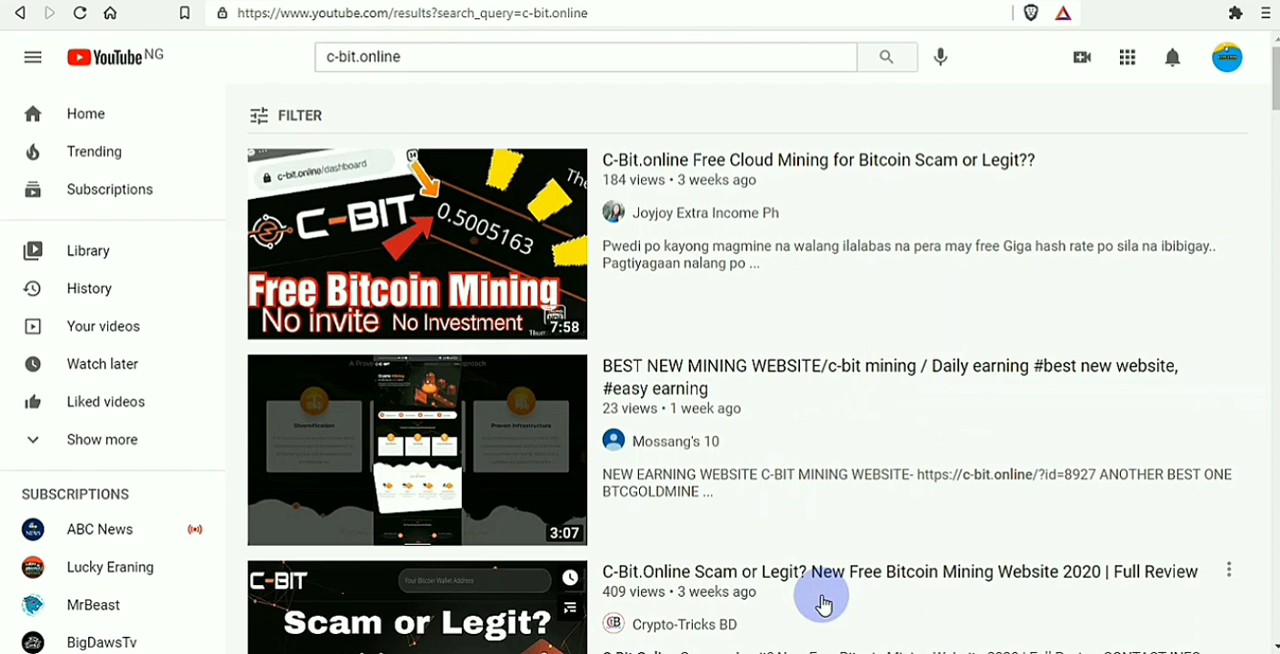 https://www.youtube.com/results?search_query=c-bit.online
YouTube NG
c-bit.online
Home
Trending
Subscriptions
Library
History
Your videos
Watch later
Liked videos
Show more
SUBSCRIPTIONS
ABC News
Lucky Eraning
MrBeast
BigDawsTv
FILTER
c-bit.online/dashboard
C-BIT
0.5005163
Free Bitcoin Mining
No invite No Investment
7:58
C-Bit.online Free Cloud Mining for Bitcoin Scam or Legit??
184 views • 3 weeks ago
Joyjoy Extra Income Ph
Pwedi po kayong magmine na walang ilalabas na pera may free Giga hash rate po sila na ibibigay..
Pagtiyagaan nalang po ...
Diversification
Proven Infrastructure
3:07
BEST NEW MINING WEBSITE/c-bit mining / Daily earning #best new website,
#easy earning
23 views • 1 week ago
Mossang's 10
NEW EARNING WEBSITE C-BIT MINING WEBSITE- https://c-bit.online/?id=8927 ANOTHER BEST ONE
BTCGOLDMINE ...
C-BIT
Your Bitcoin Wallet Address
Scam or Legit?
C-Bit.Online Scam or Legit? New Free Bitcoin Mining Website 2020 | Full Review
409 views • 3 weeks ago
Crypto-Tricks BD